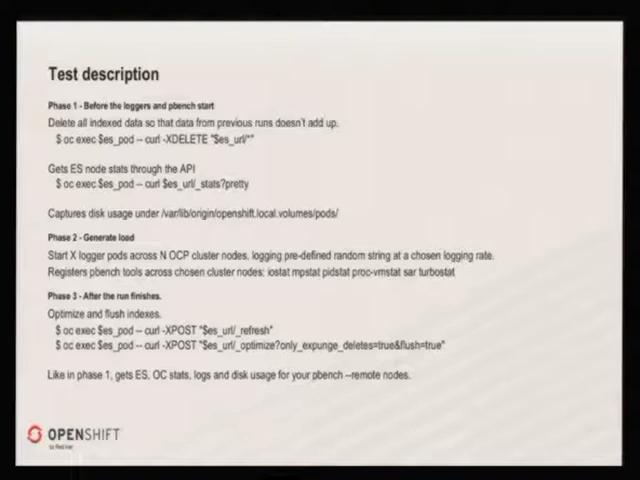 Test description
Phase 1 - Before the loggers and pbench start
Delete all indexed data so that data from previous runs doesn't add up.
$ oc exec $es_pod -- curl -XDELETE "$es_url/*"
Gets ES node stats through the API
$ oc exec $es_pod -- curl $es_url/_stats?pretty
Captures disk usage under /var/lib/origin/openshift.local.volumes/pods/
Phase 2 - Generate load
Start X logger pods across N OCP cluster nodes, logging pre-defined random string at a chosen logging rate.
Registers pbench tools across chosen cluster nodes: iostat mpstat pidstat proc-vmstat sar turbostat
Phase 3 - After the run finishes.
Optimize and flush indexes.
$ oc exec $es_pod -- curl -XPOST "$es_url/_refresh"
$ oc exec $es_pod -- curl -XPOST "$es_url/_optimize?only_expunge_deletes=true&flush=true"
Like in phase 1, gets ES, OC stats, logs and disk usage for your pbench --remote nodes.
OPENSHIFT
by Red Hat